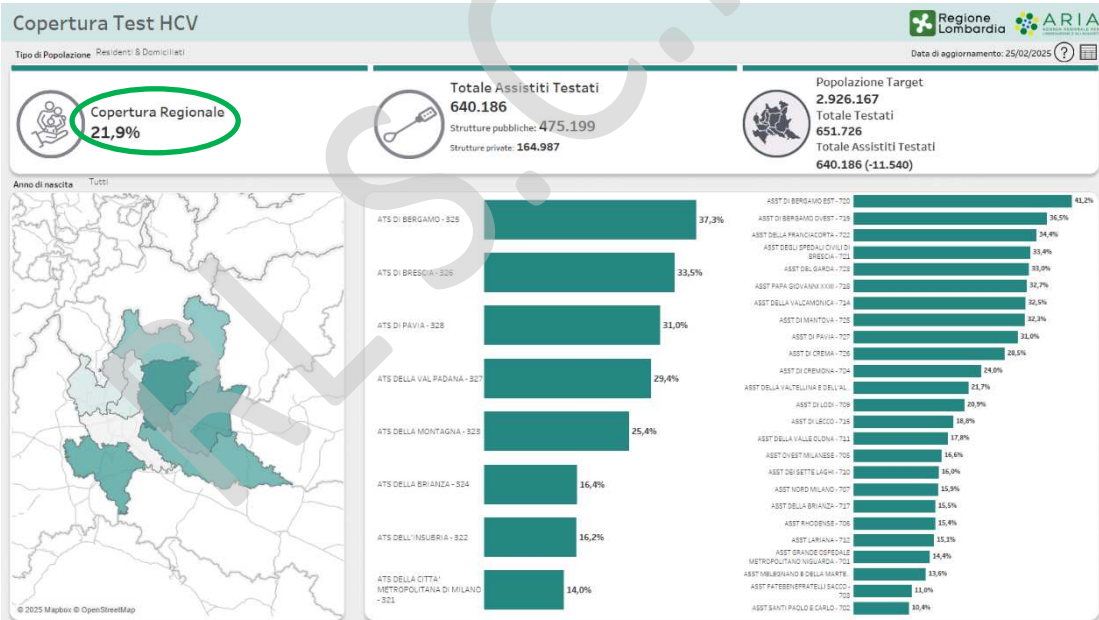 Copertura Test HCV
Regione
Lombardia
ARIA
Tipo di Popolazione Residenti & Domiciliati
Data di aggiornamento: 25/02/2025 ?
Copertura Regionale
21,9%
Totale Assistiti Testati
640.186
Strutture pubbliche: 475.199
Strutture private: 164.987
Popolazione Target
2.926.167
Totale Testati
651.726
Totale Assistiti Testati
640.186 (-11.540)
Anno di nascita Tutti
© 2025 Mapbox © OpenStreetMap
ATS DI BERGAMO - 325 37,3%
ATS DI BRESCIA - 326 33,5%
ATS DI PAVIA - 328 31,0%
ATS DELLA VAL PADANA - 327 29,4%
ATS DELLA MONTAGNA - 323 25,4%
ATS DELLA BRIANZA - 324 16,4%
ATS DELL'INSUBRIA - 322 16,2%
ATS DELLA CITTA'
METROPOLITANA DI MILANO
- 321 14,0%
ASST DI BERGAMO EST - 720 41,2%
ASST DI BERGAMO OVEST - 719 36,5%
ASST DELLA FRANCIACORTA - 722 34,4%
ASST DEGLI SPEDALI CIVILI DI
BRESCIA - 721 33,4%
ASST DEL GARDA - 723 33,0%
ASST PAPA GIOVANNI XXIII - 718 32,7%
ASST DELLA VALCAMONICA - 714 32,5%
ASST DI MANTOVA - 725 32,3%
ASST DI PAVIA - 727 31,0%
ASST DI CREMA - 726 28,5%
ASST DI CREMONA - 724 24,0%
ASST DELLA VALTELLINA E DELL'AL.. 21,7%
ASST DI LODI - 709 20,9%
ASST DI LECCO - 716 18,8%
ASST DELLA VALLE OLONA - 711 17,8%
ASST OVEST MILANESE - 705 16,6%
ASST DEI SETTE LAGHI - 710 16,0%
ASST NORD MILANO - 707 15,9%
ASST DELLA BRIANZA - 717 15,5%
ASST RHODENSE - 706 15,4%
ASST LARIANA - 712 15,1%
ASST GRANDE OSPEDALE
METROPOLITANO NIGUARDA - 701 14,4%
ASST MELEGNANO E DELLA MARTE.. 13,6%
ASST FATEBENEFRATELLI SACCO -
703 11,0%
ASST SANTI PAOLO E CARLO - 702 10,4%